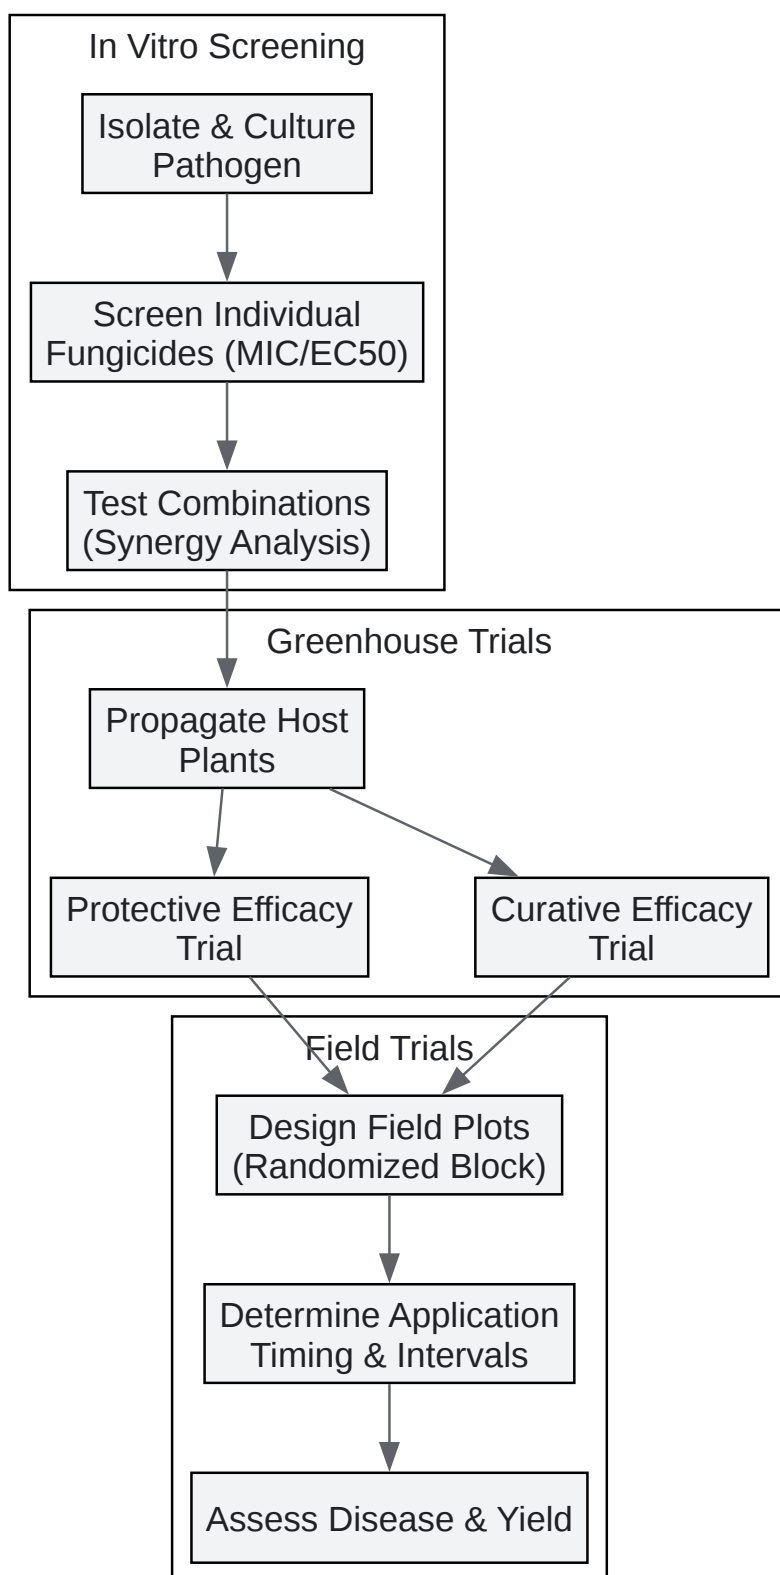 In Vitro Screening
Isolate & Culture
Pathogen
Screen Individual
Fungicides (MIC/EC50)
Test Combinations
(Synergy Analysis)
Greenhouse Trials
Propagate Host
Plants
Protective Efficacy
Trial
Curative Efficacy
Trial
Field Trials
Design Field Plots
(Randomized Block)
Determine Application
Timing & Intervals
Assess Disease & Yield